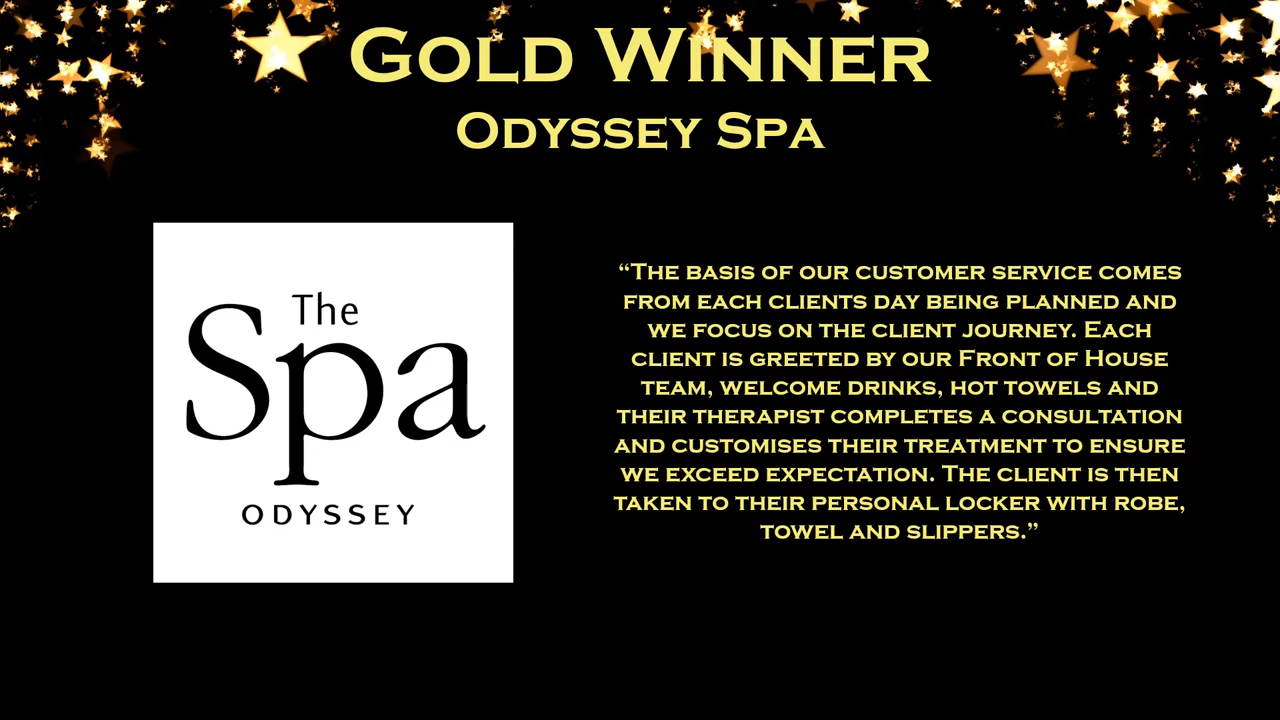 Gold Winner
Odyssey Spa
The
Spa
ODYSSEY
“The basis of our customer service comes
from each clients day being planned and
we focus on the client journey. Each
client is greeted by our Front of House
team, welcome drinks, hot towels and
their therapist completes a consultation
and customises their treatment to ensure
we exceed expectation. The client is then
taken to their personal locker with robe,
towel and slippers.”